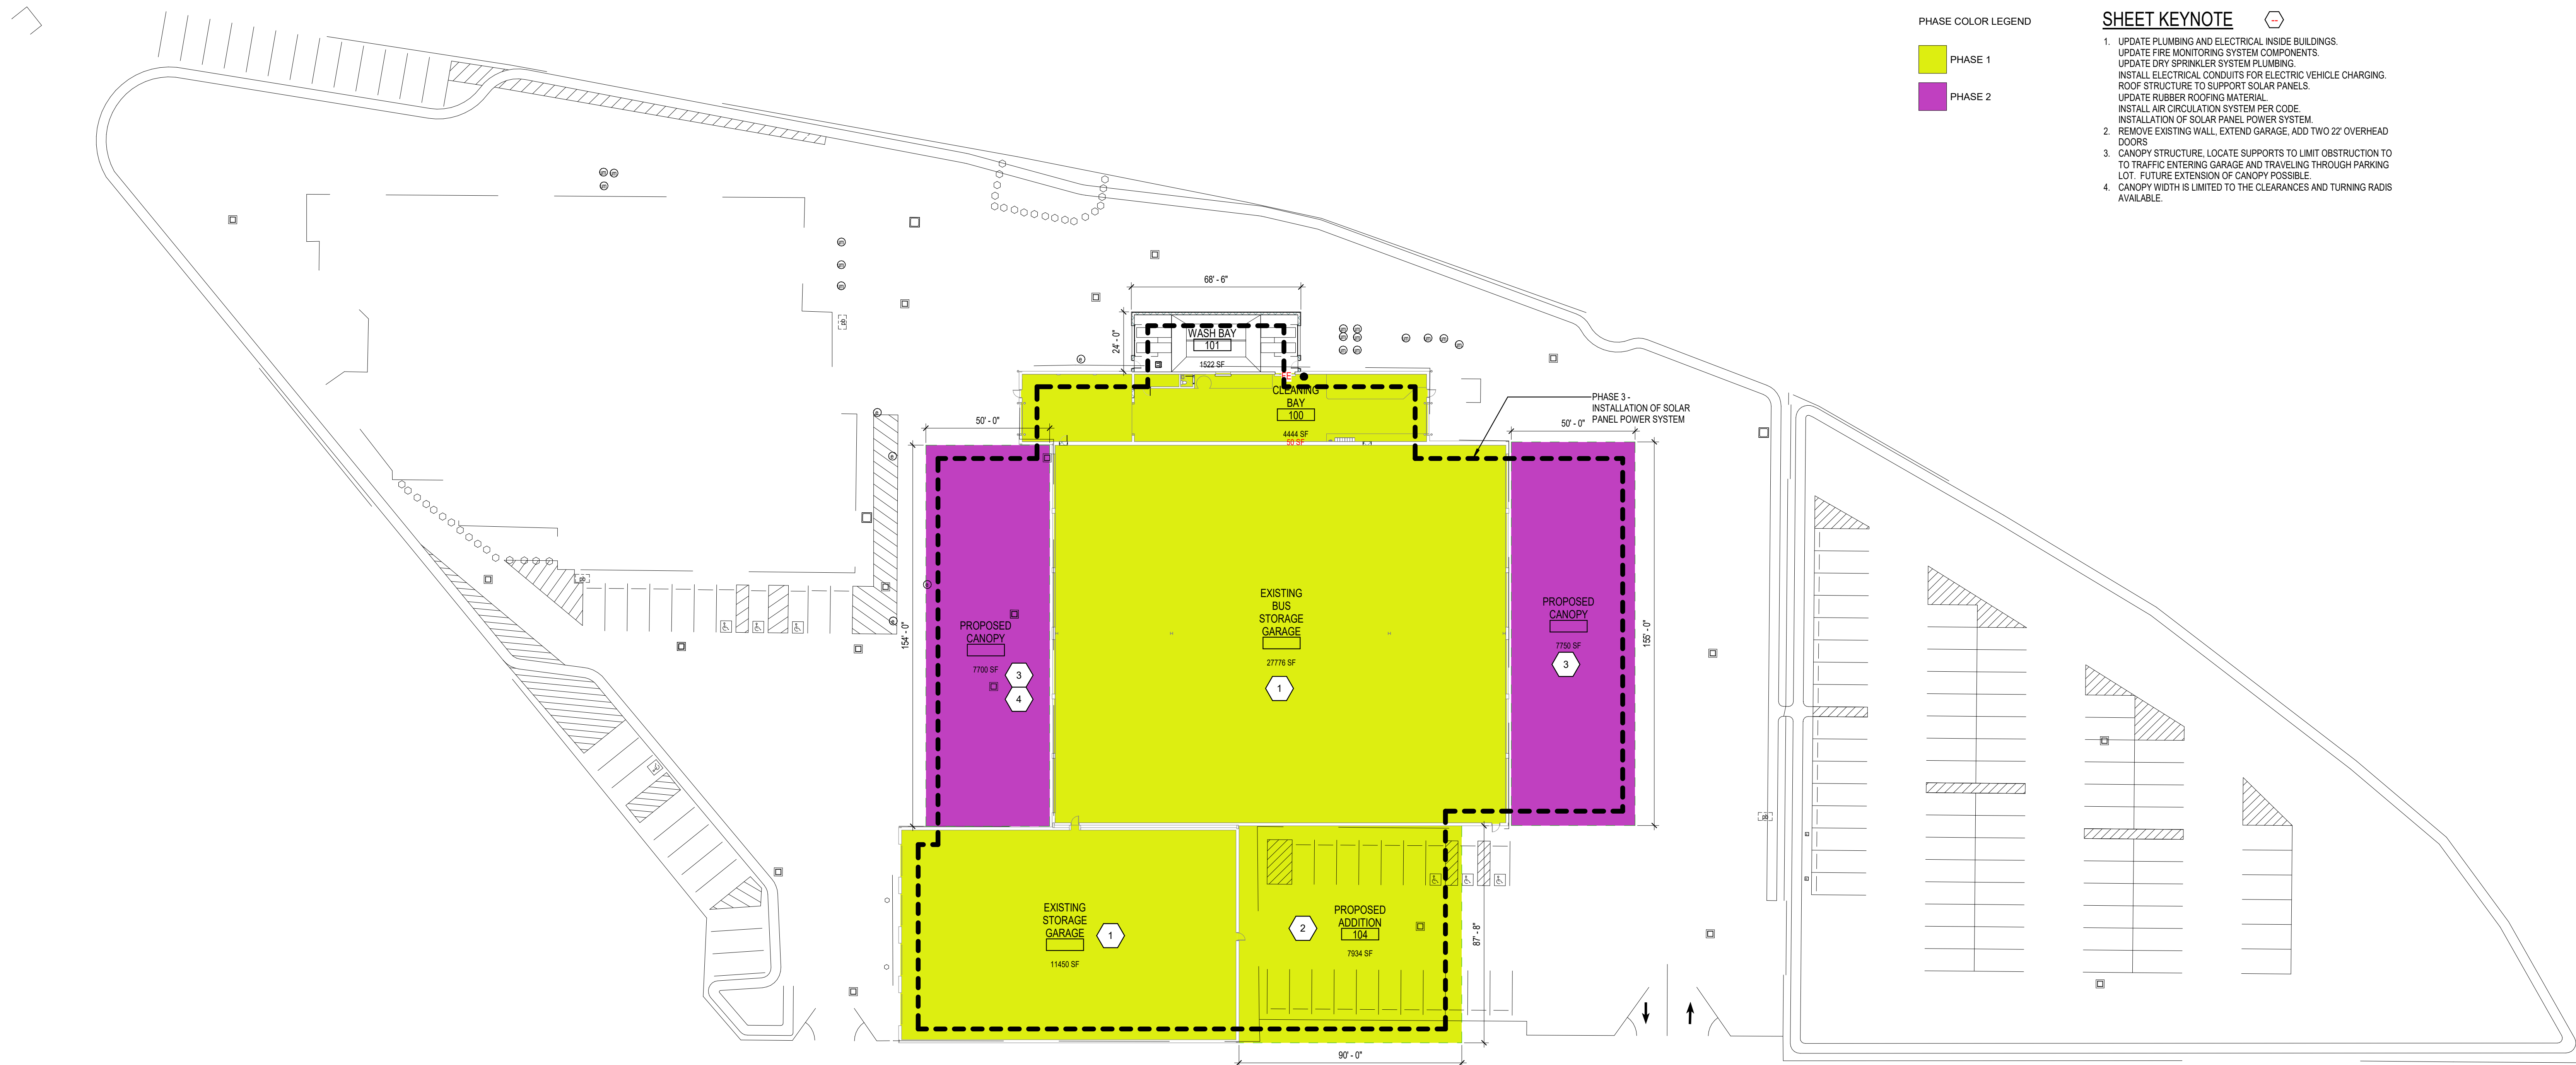 PHASE COLOR LEGEND
PHASE 1
PHASE 2
SHEET KEYNOTE
--
1. UPDATE PLUMBING AND ELECTRICAL INSIDE BUILDINGS.
UPDATE FIRE MONITORING SYSTEM COMPONENTS.
UPDATE DRY SPRINKLER SYSTEM PLUMBING.
INSTALL ELECTRICAL CONDUITS FOR ELECTRIC VEHICLE CHARGING.
ROOF STRUCTURE TO SUPPORT SOLAR PANELS.
UPDATE RUBBER ROOFING MATERIAL.
INSTALL AIR CIRCULATION SYSTEM PER CODE.
INSTALLATION OF SOLAR PANEL POWER SYSTEM.
2. REMOVE EXISTING WALL, EXTEND GARAGE, ADD TWO 22' OVERHEAD
DOORS
3. CANOPY STRUCTURE, LOCATE SUPPORTS TO LIMIT OBSTRUCTION TO
TO TRAFFIC ENTERING GARAGE AND TRAVELING THROUGH PARKING
LOT. FUTURE EXTENSION OF CANOPY POSSIBLE.
4. CANOPY WIDTH IS LIMITED TO THE CLEARANCES AND TURNING RADIS
AVAILABLE.
68' - 6"
24' - 0"
WASH BAY
101
1522 SF
CLEANING
BAY
100
4444 SF
50 SF
PHASE 3 -
INSTALLATION OF SOLAR
PANEL POWER SYSTEM
50' - 0"
50' - 0"
154' - 0"
PROPOSED
CANOPY
7700 SF
3
4
EXISTING
BUS
STORAGE
GARAGE
27776 SF
1
PROPOSED
CANOPY
7750 SF
3
155' - 0"
EXISTING
STORAGE
GARAGE
11450 SF
1
2
PROPOSED
ADDITION
104
7934 SF
87' - 8"
90' - 0"